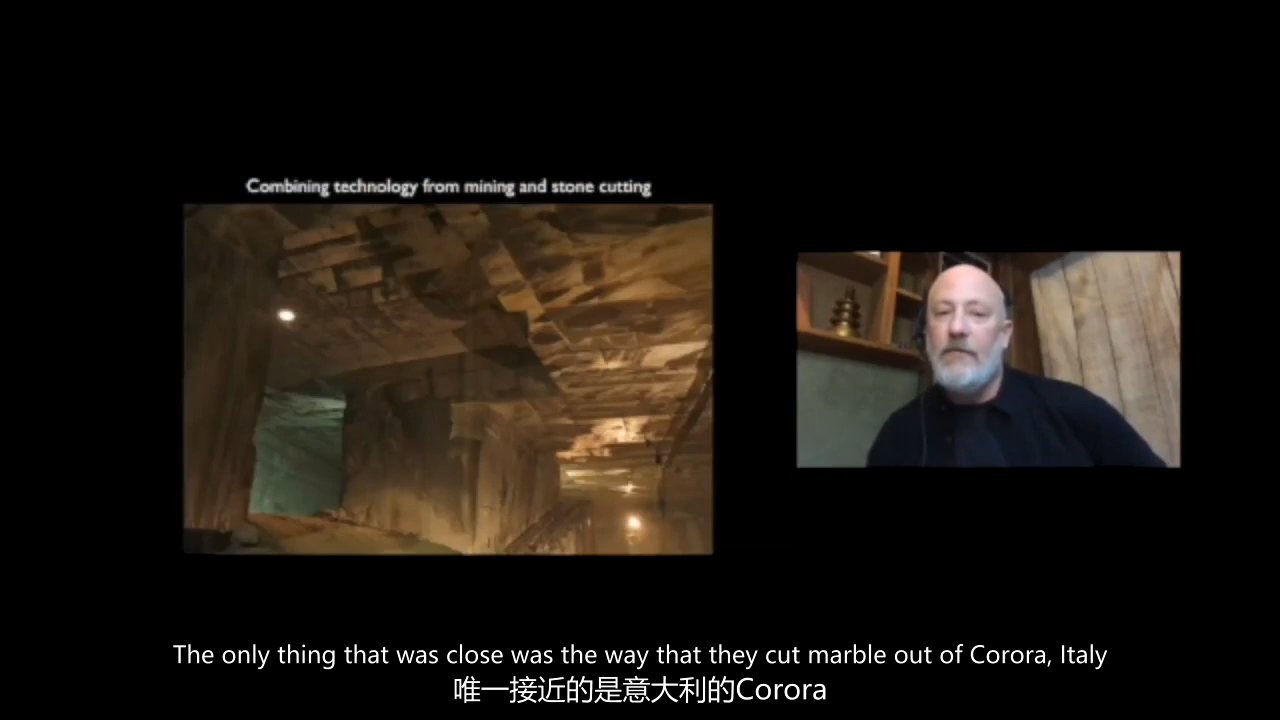 Combining technology from mining and stone cutting
The only thing that was close was the way that they cut marble out of Corora, Italy
唯一接近的是意大利的Corora